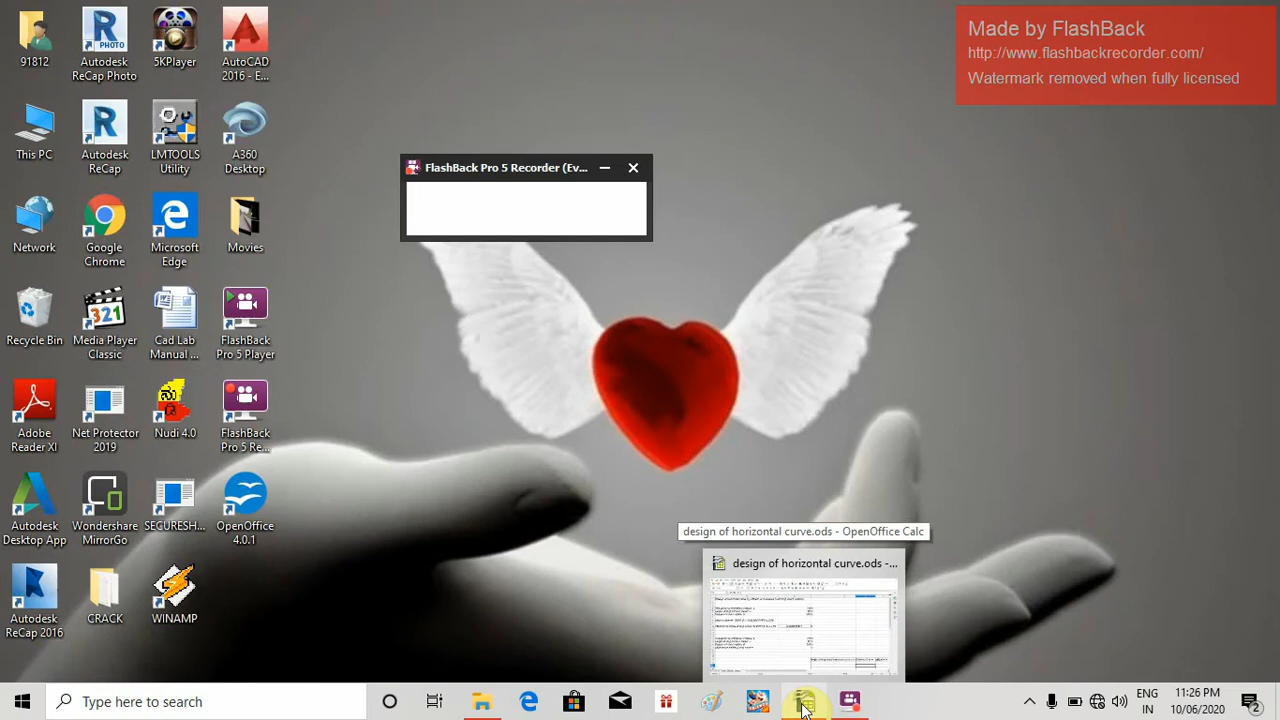 Made by FlashBack
http://www.flashbackrecorder.com/
Watermark removed when fully licensed
91812
Autodesk
ReCap Photo
5KPlayer
AutoCAD
2016 - E...
This PC
Autodesk
ReCap
LMTOOLS
Utility
A360
Desktop
Network
Google
Chrome
Microsoft
Edge
Movies
Recycle Bin
Media Player
Classic
Cad Lab
Manual ...
FlashBack
Pro 5 Player
Adobe
Reader XI
Net Protector
2019
Nudi 4.0
FlashBack
Pro 5 Re...
Autodesk
Desktop App
Wondershare
MirrorGo
SECURESH...
OpenOffice
4.0.1
CRACK
WINAMP
PHOTO
321
FlashBack Pro 5 Recorder (Ev...
design of horizontal curve.ods - OpenOffice Calc
design of horizontal curve.ods -...
Type here to search
ENG
IN
11:26 PM
10/06/2020
2